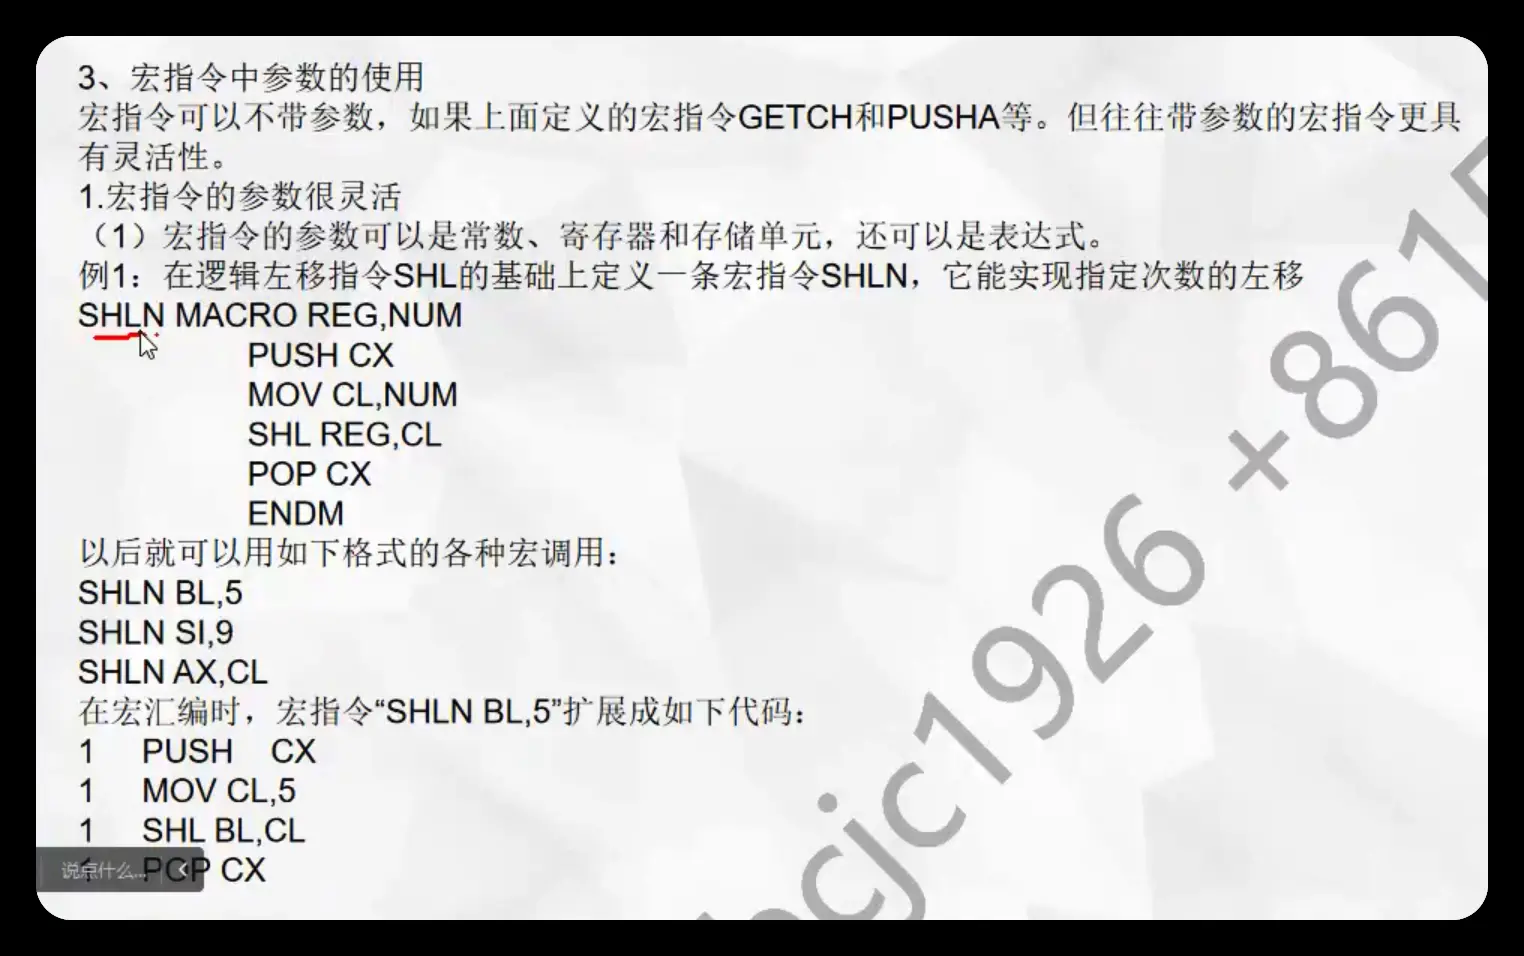 3、宏指令中参数的使用
宏指令可以不带参数，如果上面定义的宏指令GETCH和PUSHA等。但往往带参数的宏指令更具
有灵活性。
1.宏指令的参数很灵活
（1）宏指令的参数可以是常数、寄存器和存储单元，还可以是表达式。
例1：在逻辑左移指令SHL的基础上定义一条宏指令SHLN，它能实现指定次数的左移
SHLN MACRO REG,NUM
PUSH CX
MOV CL,NUM
SHL REG,CL
POP CX
ENDM
以后就可以用如下格式的各种宏调用：
SHLN BL,5
SHLN SI,9
SHLN AX,CL
在宏汇编时，宏指令“SHLN BL,5”扩展成如下代码：
1 PUSH CX
1 MOV CL,5
1 SHL BL,CL
1 POP CX
说点什么...
cjc1926 +861